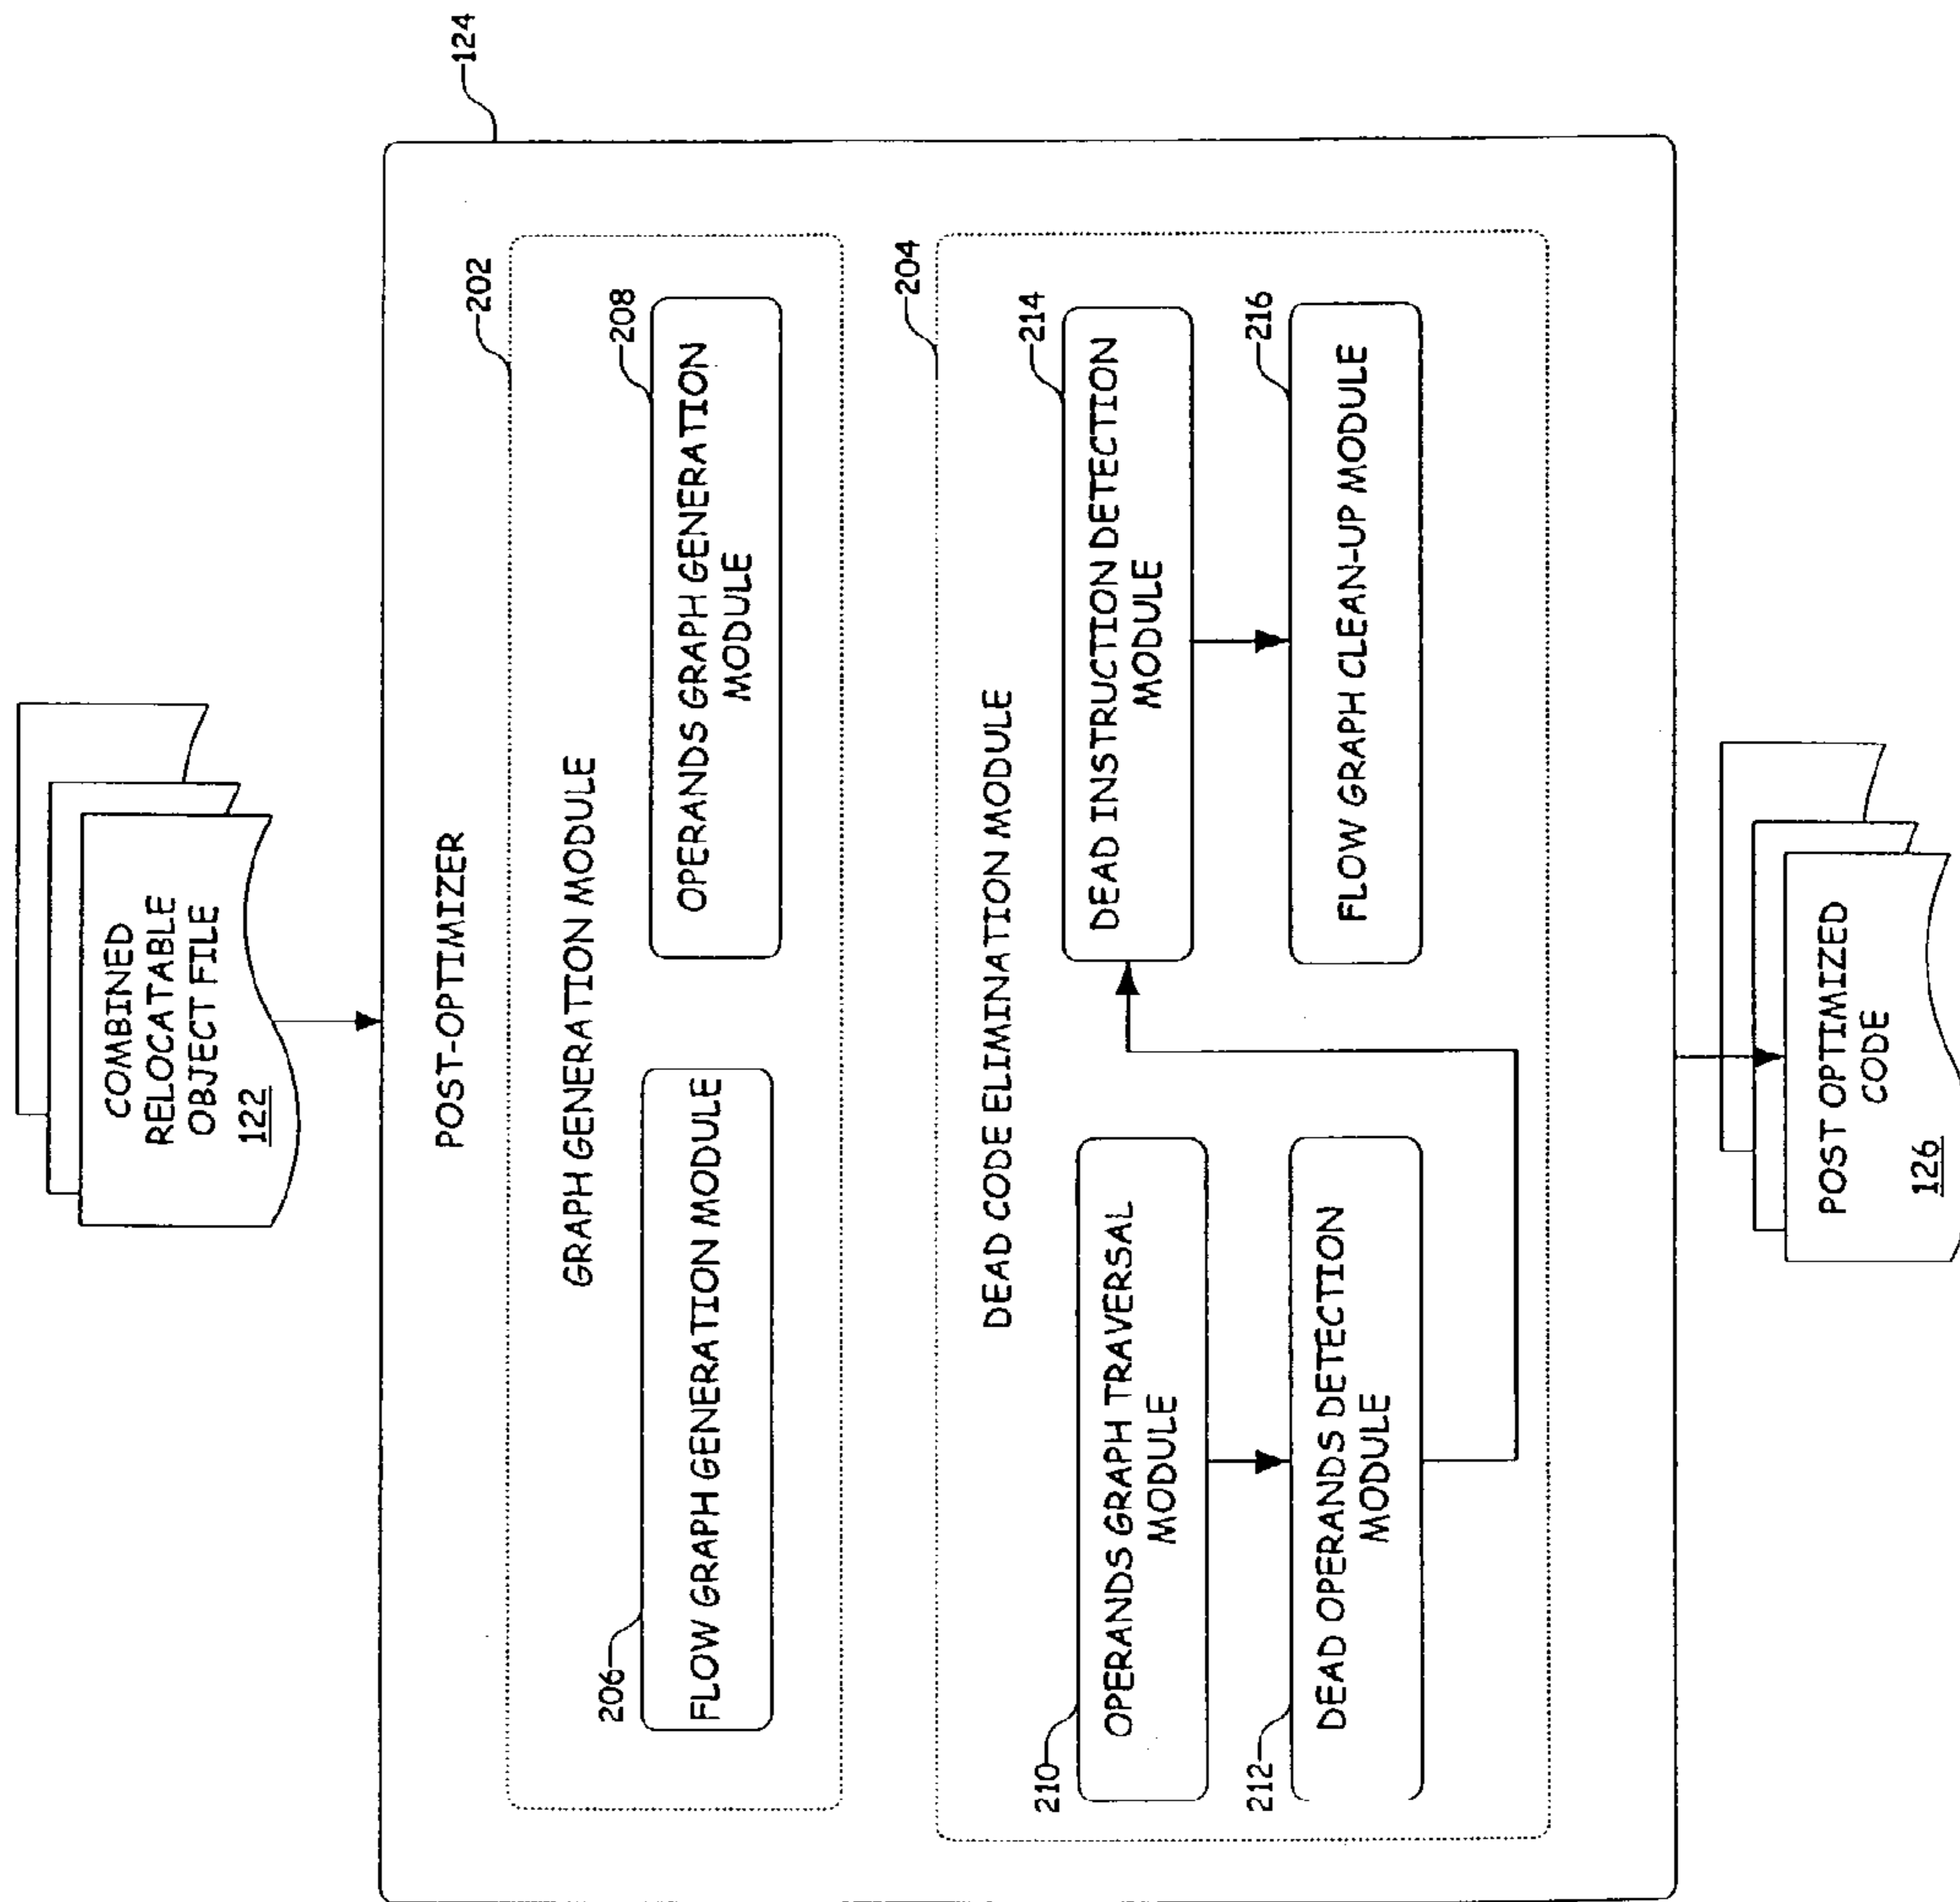 COMBINED
RELOCATABLE
OBJECT FILE
122
124
POST-OPTIMIZER
202
GRAPH GENERATION MODULE
206
FLOW GRAPH GENERATION MODULE
208
OPERANDS GRAPH GENERATION
MODULE
204
DEAD CODE ELIMINATION MODULE
210
OPERANDS GRAPH TRAVERSAL
MODULE
212
DEAD OPERANDS DETECTION
MODULE
214
DEAD INSTRUCTION DETECTION
MODULE
216
FLOW GRAPH CLEAN-UP MODULE
POST OPTIMIZED
CODE
126